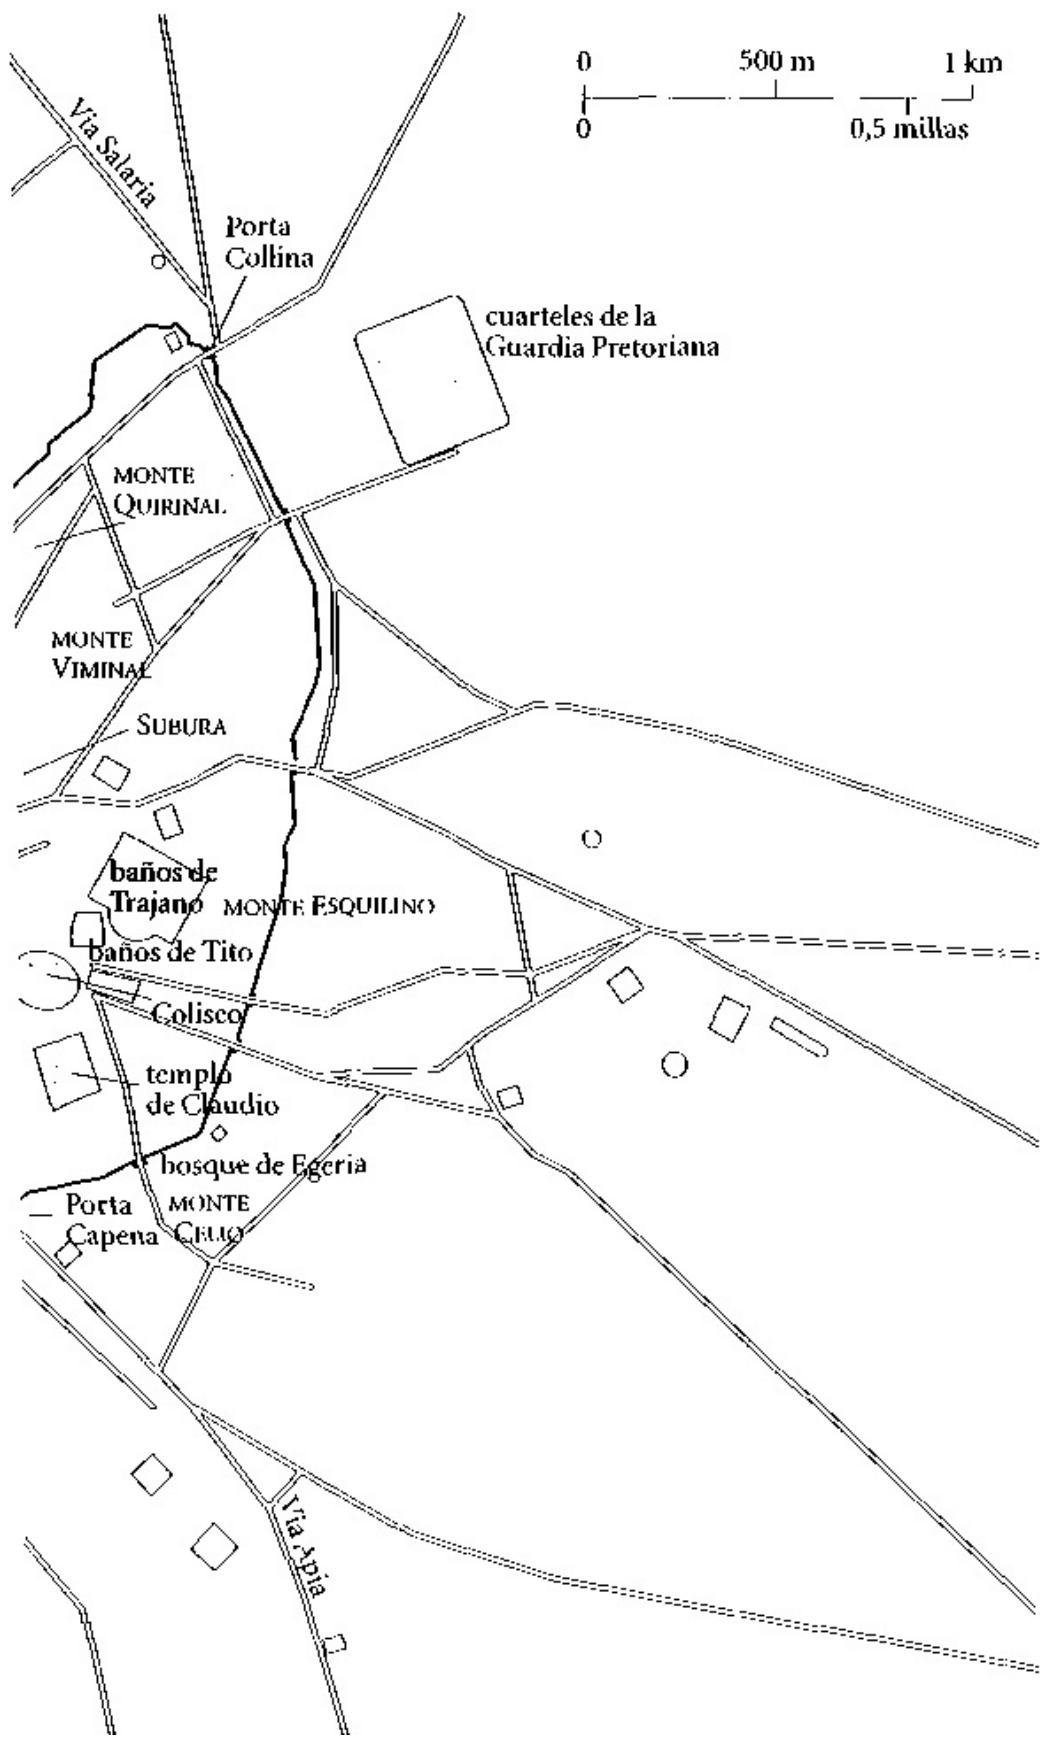 0 500 m 1 km
0 0,5 millas
Via Salaria
Porta
Collina
cuarteles de la
Guardia Pretoriana
MONTE
QUIRINAL
MONTE
VIMINAL
SUBURA
baños de
Trajano
MONTE ESQUILINO
baños de Tito
Coliseo
templo
de Claudio
bosque de Egeria
Porta
Capena
MONTE
CELIO
Via Apia